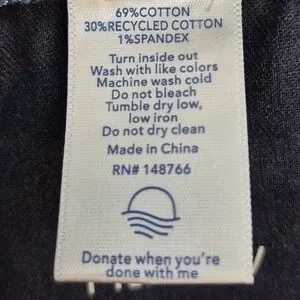 69%COTTON
30%RECYCLED COTTON
1%SPANDEX
Turn inside out
Wash with like colors
Machine wash cold
Do not bleach
Tumble dry low,
low iron
Do not dry clean
Made in China
RN# 148766
Donate when you're
done with me